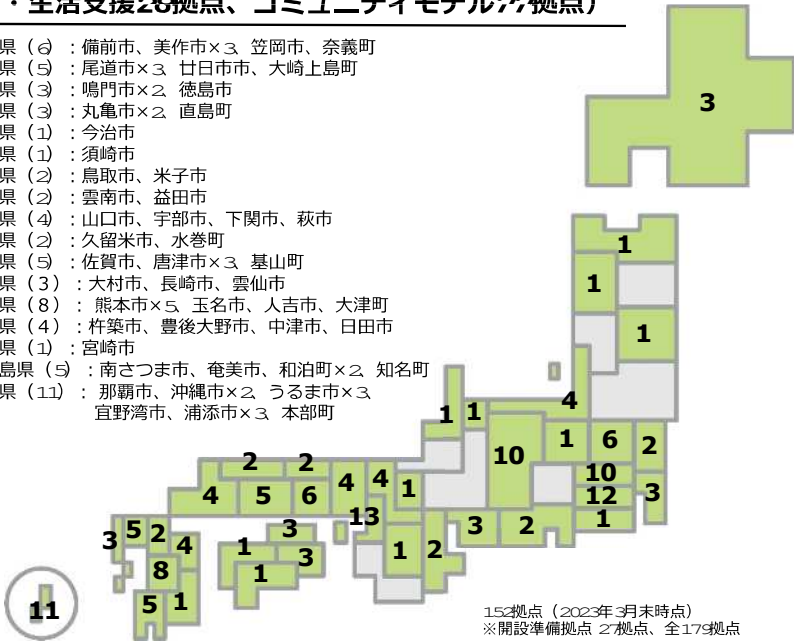 ・生活支援26拠点、コミュニティモデル77拠点）
県（6）：備前市、美作市×3、笠岡市、奈義町
県（5）：尾道市×3、廿日市市、大崎上島町
県（3）：鳴門市×2、徳島市
県（3）：丸亀市×2、直島町
県（1）：今治市
県（1）：須崎市
県（2）：鳥取市、米子市
県（2）：雲南市、益田市
県（4）：山口市、宇部市、下関市、萩市
県（2）：久留米市、水巻町
県（5）：佐賀市、唐津市×3、基山町
県（3）：大村市、長崎市、雲仙市
県（8）： 熊本市×5、玉名市、人吉市、大津町
県（4）：杵築市、豊後大野市、中津市、日田市
県（1）：宮崎市
島県（5）：南さつま市、奄美市、和泊町×2、知名町
県（11）： 那覇市、沖縄市×2、うるま市×3、
宜野湾市、浦添市×3、本部町
3
1
1
1
4
1
1
10
1
6
2
10
12
3
1
2
2
4
4
1
4
5
6
13
3
2
1
2
3
1
3
1
3
5
2
4
8
5
1
11
152拠点（2023年3月末時点）
※開設準備拠点 27拠点、全179拠点